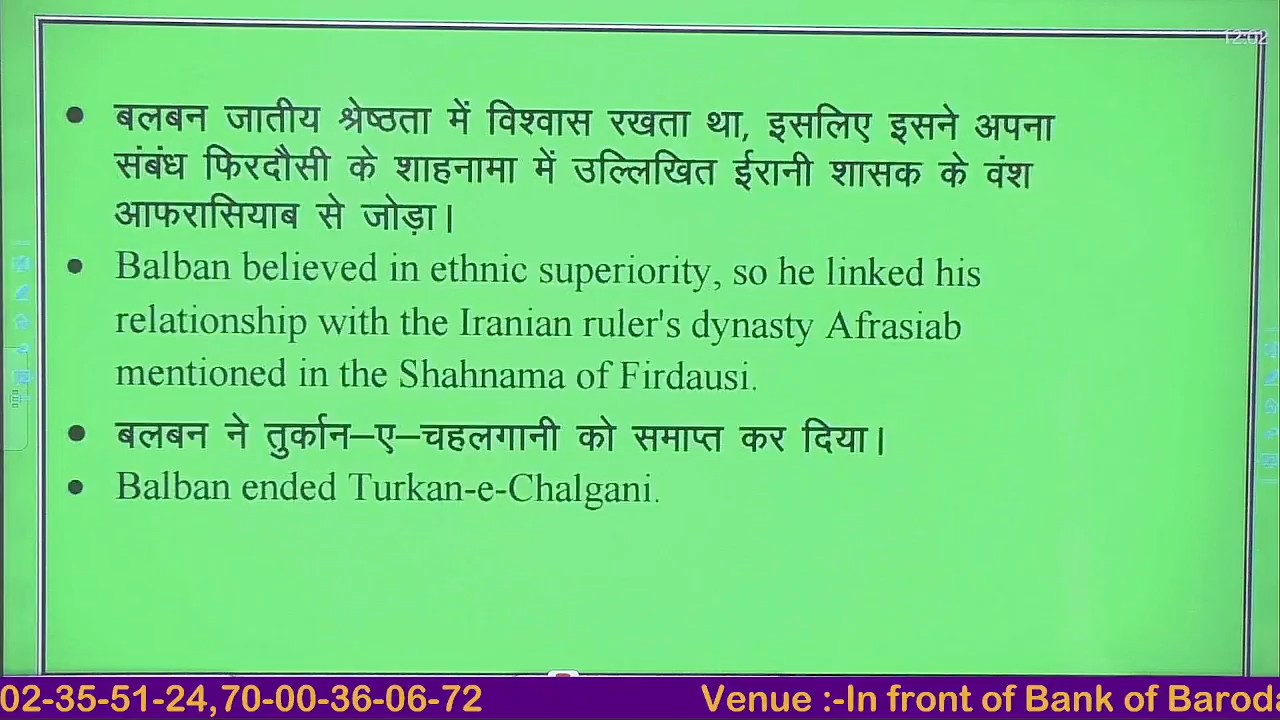 12:02
बलबन जातीय श्रेष्ठता में विश्वास रखता था, इसलिए इसने अपना
संबंध फिरदौसी के शाहनामा में उल्लिखित ईरानी शासक के वंश
आफरासियाब से जोड़ा।
Balban believed in ethnic superiority, so he linked his
relationship with the Iranian ruler's dynasty Afrasiab
mentioned in the Shahnama of Firdausi.
बलबन ने तुर्कान–ए–चहलगानी को समाप्त कर दिया।
Balban ended Turkan-e-Chalgani.
02-35-51-24,70-00-36-06-72 Venue :-In front of Bank of Baroda